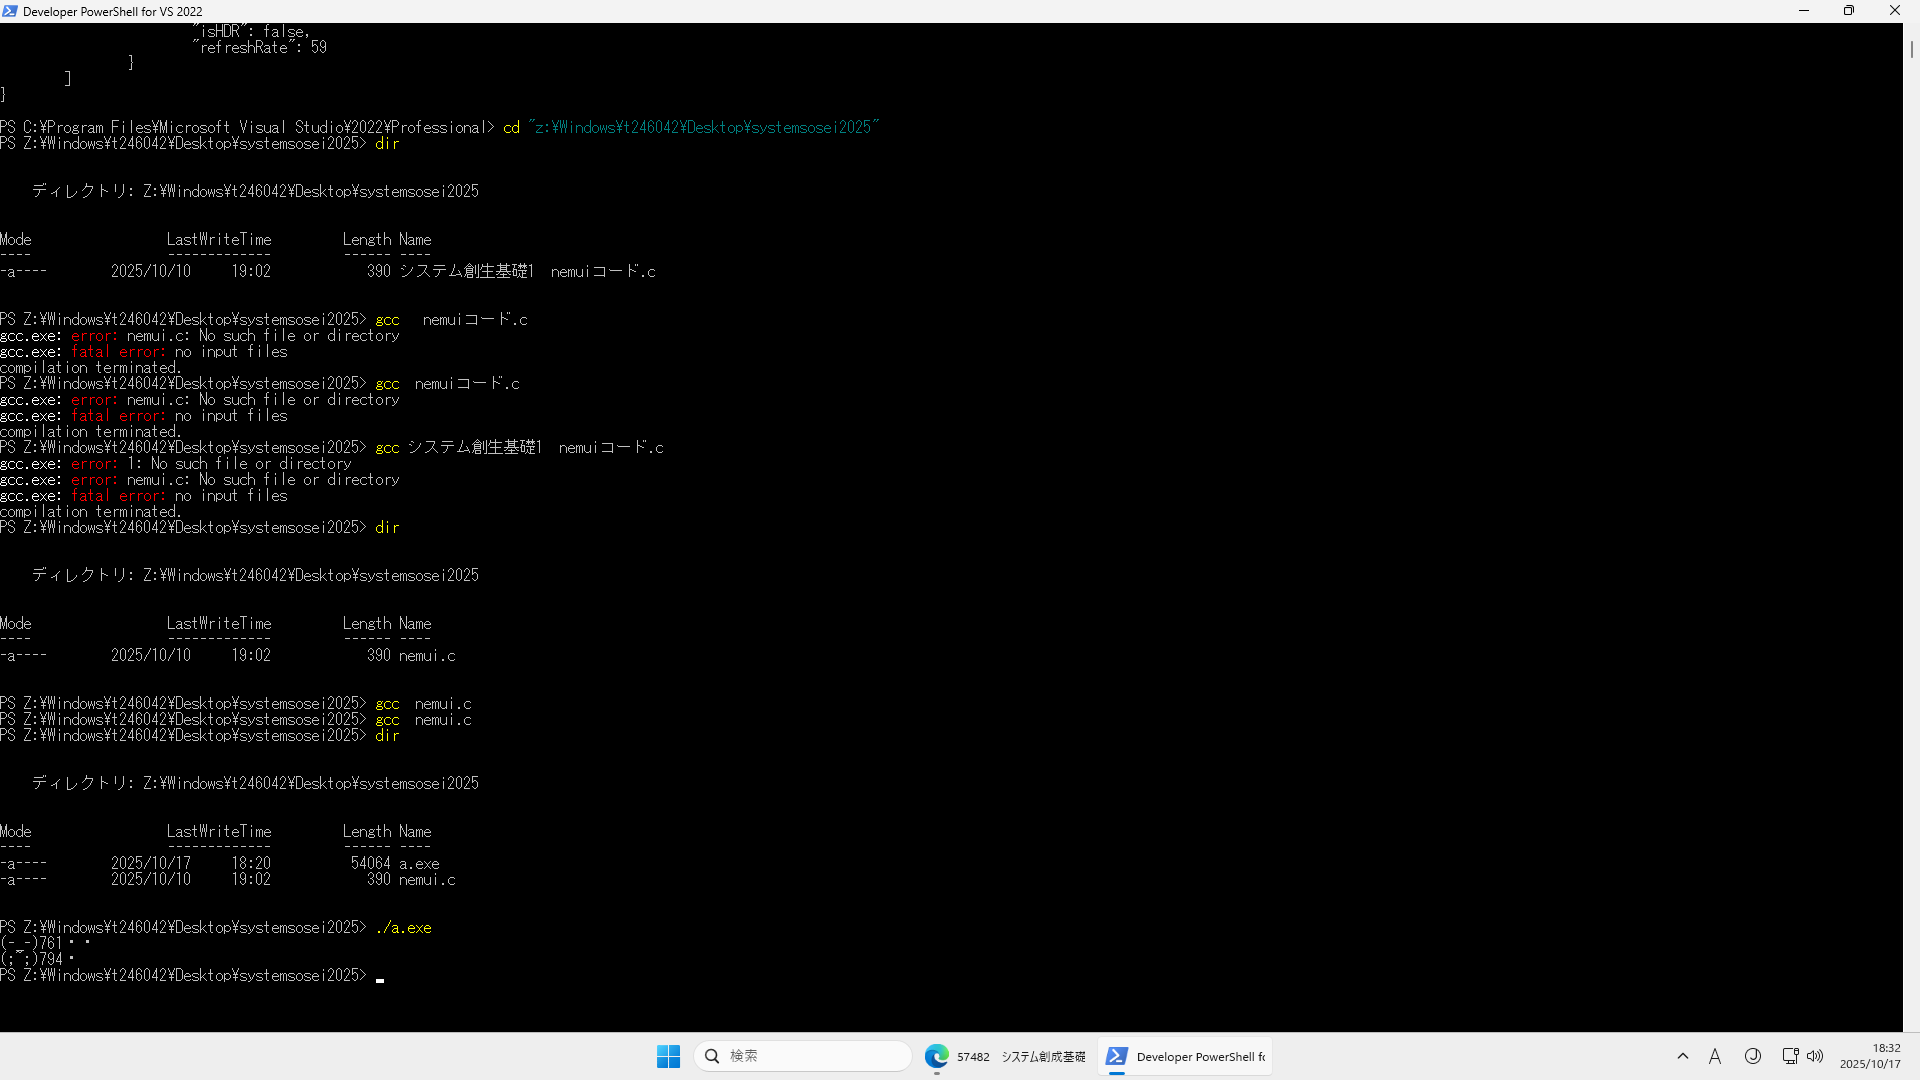 Developer PowerShell for VS 2022
"isHDR": false,
"refreshRate": 59
}
]
}
PS C:¥Program Files¥Microsoft Visual Studio¥2022¥Professional> cd "z:¥Windows¥t246042¥Desktop¥systemsosei2025"
PS Z:¥Windows¥t246042¥Desktop¥systemsosei2025> dir
ディレクトリ: Z:¥Windows¥t246042¥Desktop¥systemsosei2025
Mode LastWriteTime Length Name
---- ------------- ------ ----
-a---- 2025/10/10 19:02 390 システム創生基礎1　nemuiコード.c
PS Z:¥Windows¥t246042¥Desktop¥systemsosei2025> gcc　 nemuiコード.c
gcc.exe: error: nemui.c: No such file or directory
gcc.exe: fatal error: no input files
compilation terminated.
PS Z:¥Windows¥t246042¥Desktop¥systemsosei2025> gcc  nemuiコード.c
gcc.exe: error: nemui.c: No such file or directory
gcc.exe: fatal error: no input files
compilation terminated.
PS Z:¥Windows¥t246042¥Desktop¥systemsosei2025> gcc システム創生基礎1　nemuiコード.c
gcc.exe: error: 1: No such file or directory
gcc.exe: error: nemui.c: No such file or directory
gcc.exe: fatal error: no input files
compilation terminated.
PS Z:¥Windows¥t246042¥Desktop¥systemsosei2025> dir
ディレクトリ: Z:¥Windows¥t246042¥Desktop¥systemsosei2025
Mode LastWriteTime Length Name
---- ------------- ------ ----
-a---- 2025/10/10 19:02 390 nemui.c
PS Z:¥Windows¥t246042¥Desktop¥systemsosei2025> gcc  nemui.c
PS Z:¥Windows¥t246042¥Desktop¥systemsosei2025> gcc  nemui.c
PS Z:¥Windows¥t246042¥Desktop¥systemsosei2025> dir
ディレクトリ: Z:¥Windows¥t246042¥Desktop¥systemsosei2025
Mode LastWriteTime Length Name
---- ------------- ------ ----
-a---- 2025/10/17 18:20 54064 a.exe
-a---- 2025/10/10 19:02 390 nemui.c
PS Z:¥Windows¥t246042¥Desktop¥systemsosei2025> ./a.exe
(-_-)761・・
(;~;)794・
PS Z:¥Windows¥t246042¥Desktop¥systemsosei2025>
検索
57482 システム創成基礎
Developer PowerShell fo
A
18:32
2025/10/17